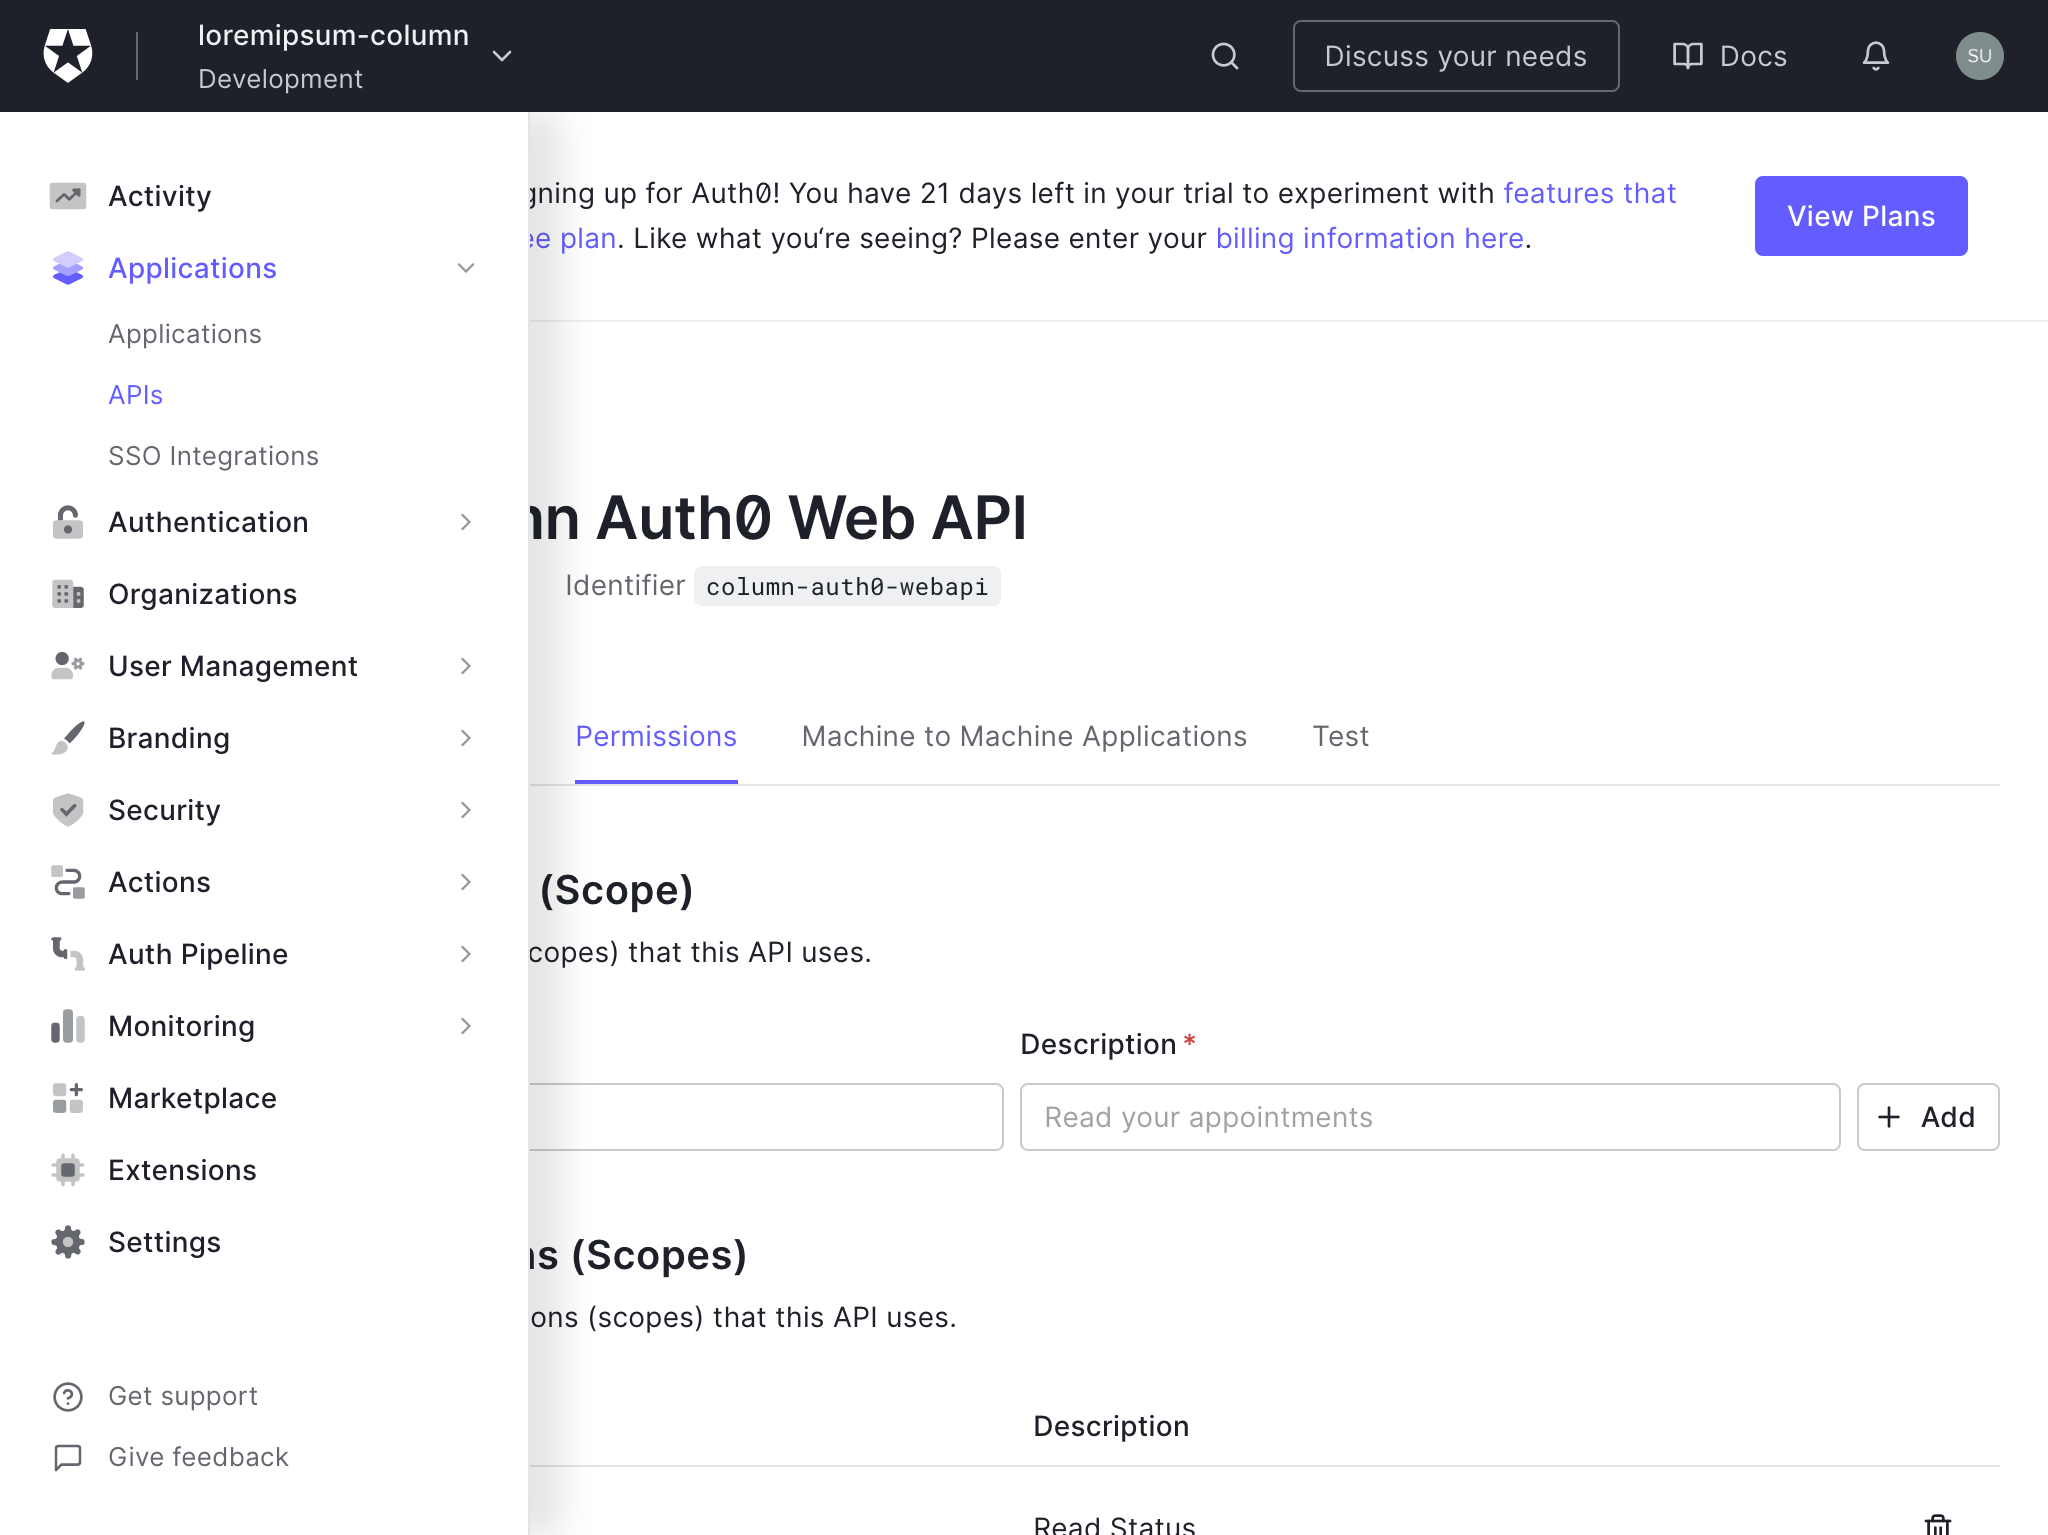 loremipsum-column
Development
Discuss your needs
Docs
SU
Activity
Applications
Applications
APIs
SSO Integrations
Authentication
Organizations
User Management
Branding
Security
Actions
Auth Pipeline
Monitoring
Marketplace
Extensions
Settings
Get support
Give feedback
up for Auth0! You have 21 days left in your trial to experiment with features that
plan. Like what you‘re seeing? Please enter your billing information here.
View Plans
Auth0 Web API
Identifier column-auth0-webapi
Permissions
Machine to Machine Applications
Test
(Scope)
that this API uses.
Description *
Read your appointments
+ Add
(Scopes)
(scopes) that this API uses.
Description
Read Status